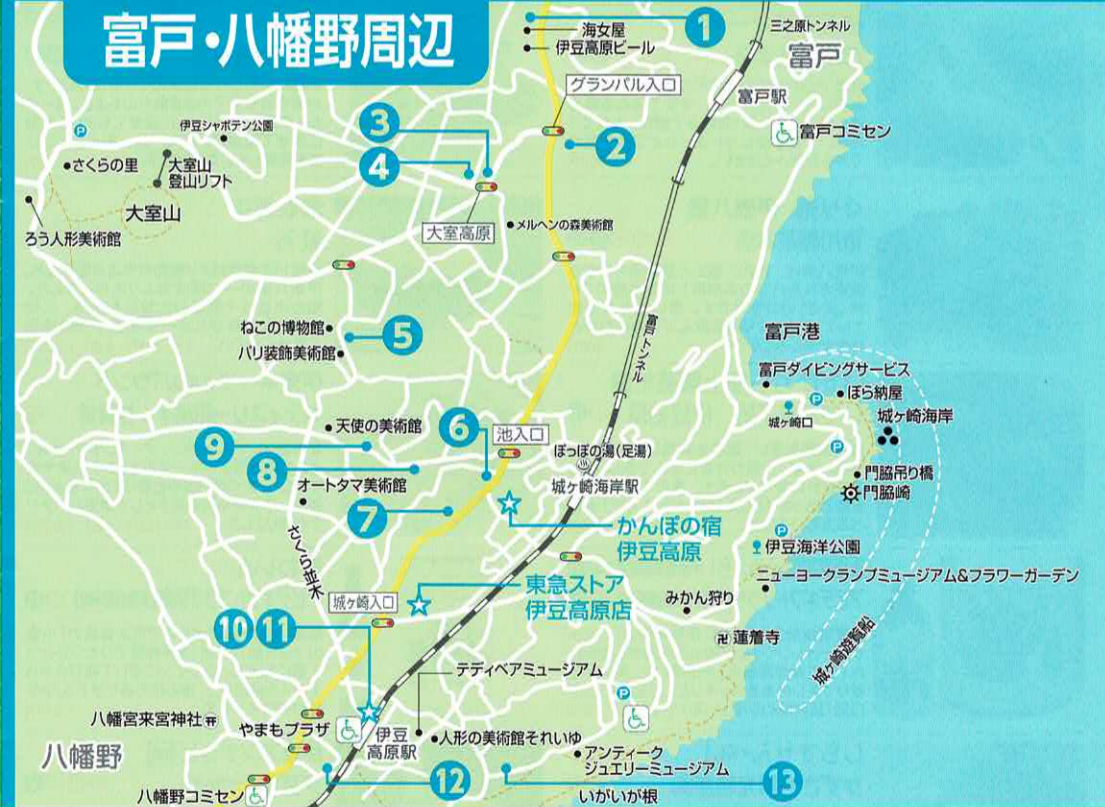 富戸・八幡野周辺
1
海女屋
伊豆高原ビール
三之原トンネル
富戸
グランパル入口
富戸駅
富戸コミセン
P
伊豆シャボテン公園
3
4
2
さくらの里
大室山
登山リフト
大室山
ろう人形美術館
大室高原
メルヘンの森美術館
ねこの博物館
バリ装飾美術館
5
富戸トンネル
富戸港
富戸ダイビングサービス
ぼら納屋
P
城ヶ崎口
城ヶ崎海岸
天使の美術館
9
6
池入口
ぽっぽの湯(足湯)
P
8
オートタマ美術館
城ヶ崎海岸駅
門脇吊り橋
門脇崎
7
さくら並木
かんぽの宿
伊豆高原
P
伊豆海洋公園
ニューヨークランプミュージアム&フラワーガーデン
東急ストア
伊豆高原店
みかん狩り
城ヶ崎入口
10
11
卍蓮着寺
城ヶ崎遊覧船
テディベアミュージアム
P
八幡宮来宮神社
やまもプラザ
伊豆
高原駅
人形の美術館それいゆ
八幡野
アンティーク
ジュエリーミュージアム
12
13
八幡野コミセン
いがいが根